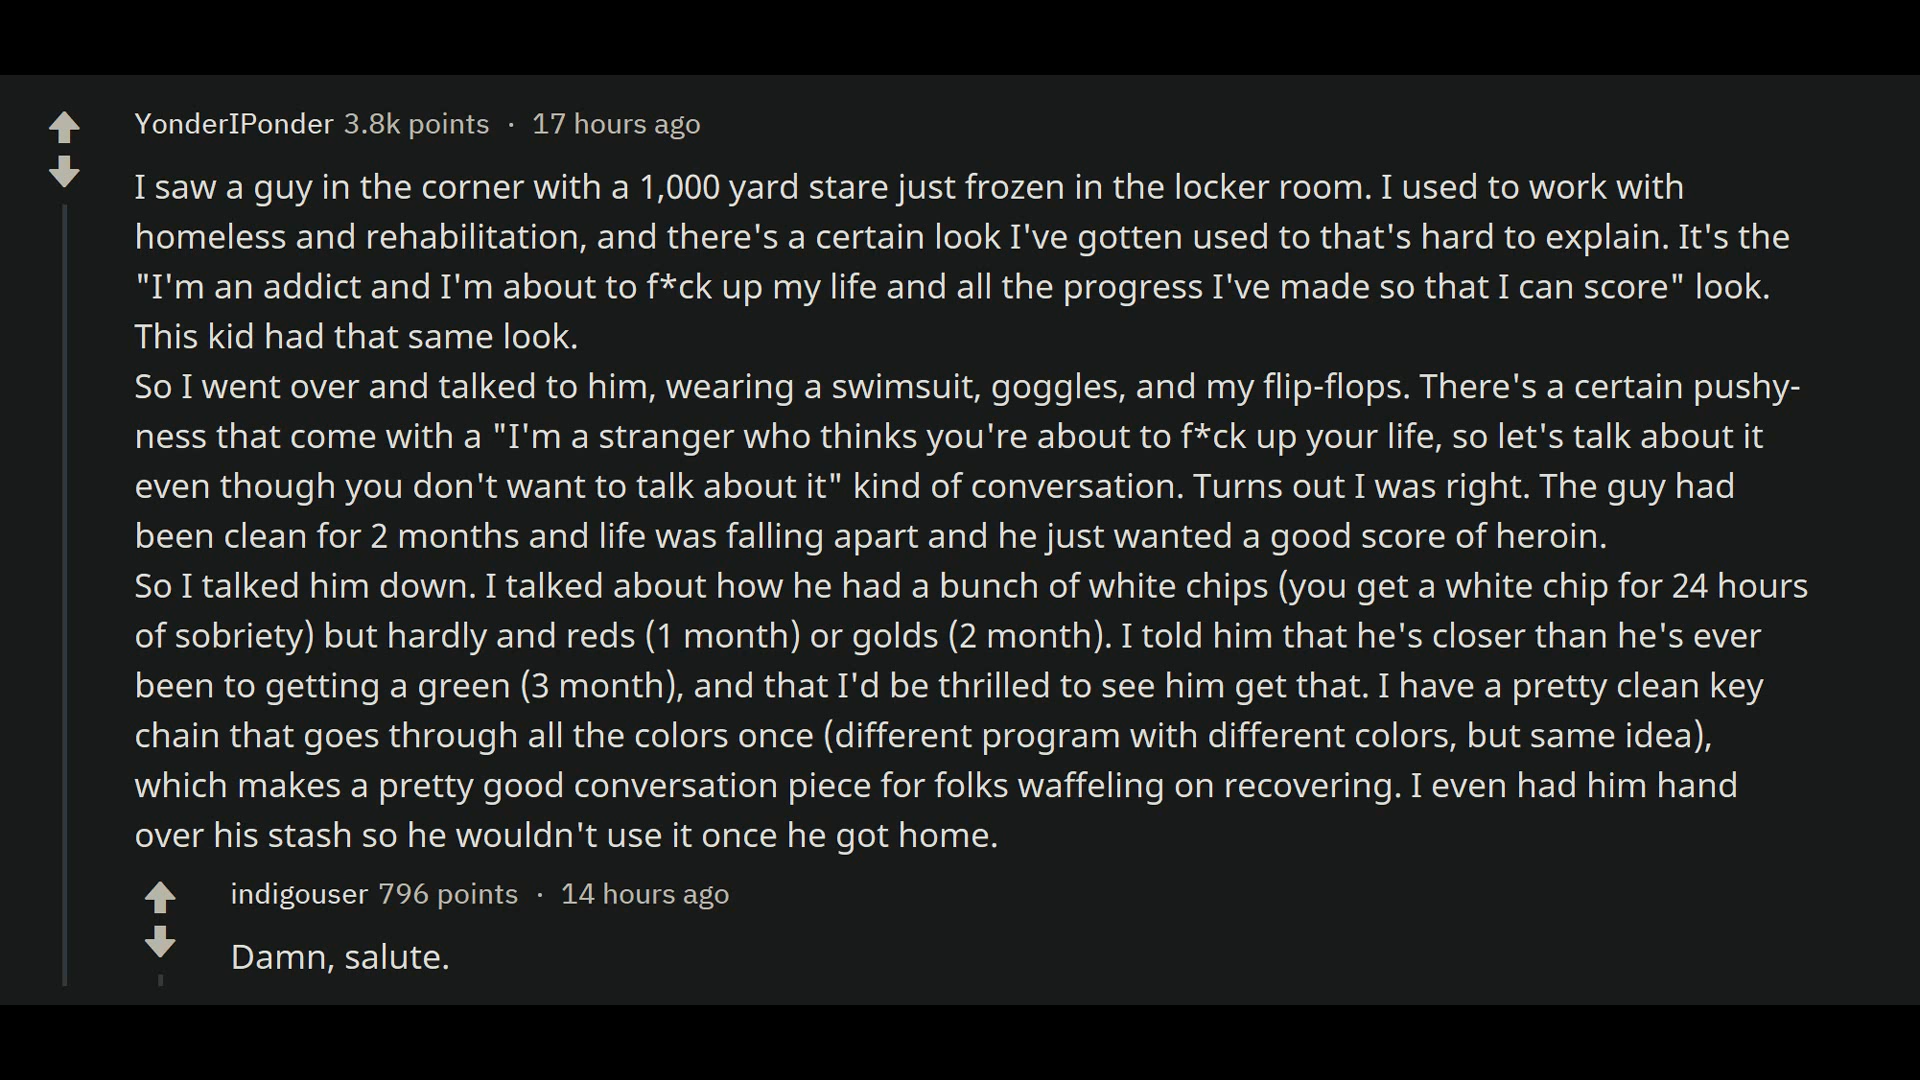 YonderIPonder 3.8k points · 17 hours ago
I saw a guy in the corner with a 1,000 yard stare just frozen in the locker room. I used to work with
homeless and rehabilitation, and there's a certain look I've gotten used to that's hard to explain. It's the
"I'm an addict and I'm about to f*ck up my life and all the progress I've made so that I can score" look.
This kid had that same look.
So I went over and talked to him, wearing a swimsuit, goggles, and my flip-flops. There's a certain pushy-
ness that come with a "I'm a stranger who thinks you're about to f*ck up your life, so let's talk about it
even though you don't want to talk about it" kind of conversation. Turns out I was right. The guy had
been clean for 2 months and life was falling apart and he just wanted a good score of heroin.
So I talked him down. I talked about how he had a bunch of white chips (you get a white chip for 24 hours
of sobriety) but hardly and reds (1 month) or golds (2 month). I told him that he's closer than he's ever
been to getting a green (3 month), and that I'd be thrilled to see him get that. I have a pretty clean key
chain that goes through all the colors once (different program with different colors, but same idea),
which makes a pretty good conversation piece for folks waffeling on recovering. I even had him hand
over his stash so he wouldn't use it once he got home.
indigouser 796 points · 14 hours ago
Damn, salute.